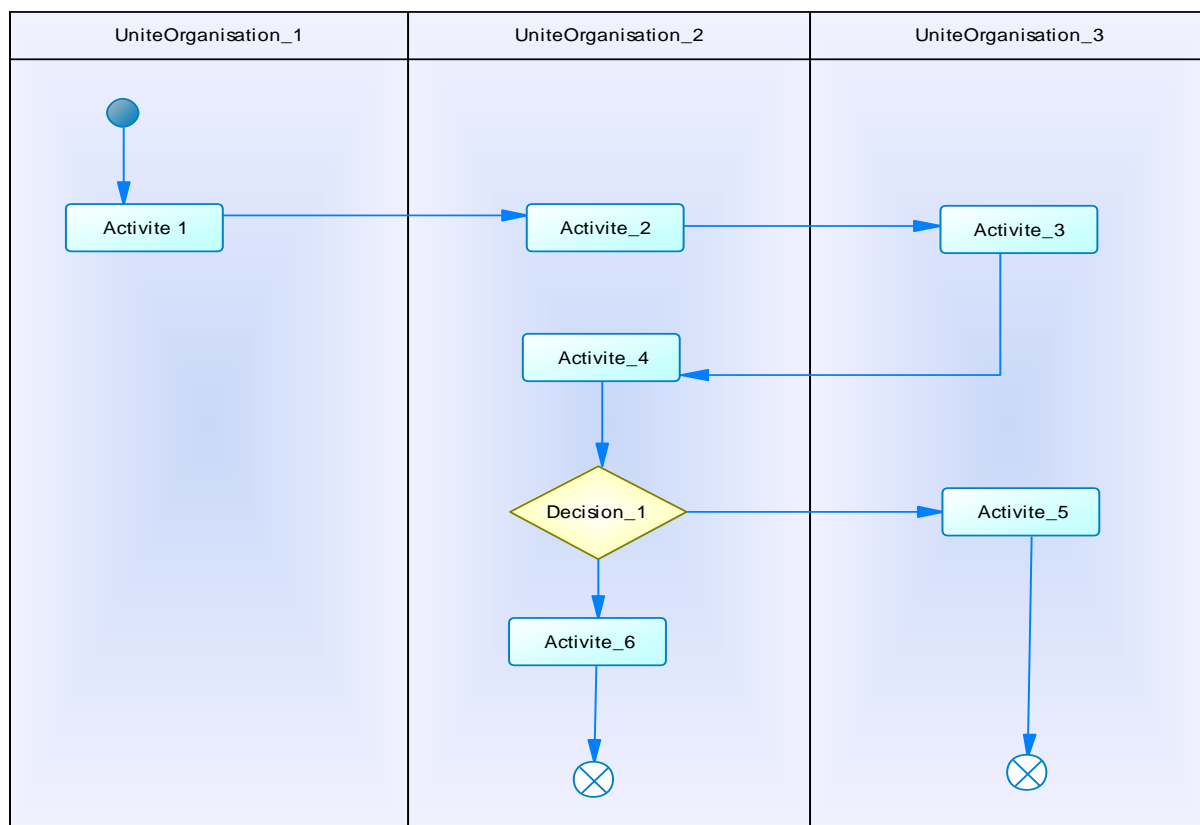 UniteOrganisation_1
UniteOrganisation_2
UniteOrganisation_3
Activite 1
Activite_2
Activite_3
Activite_4
Decision_1
Activite_5
Activite_6